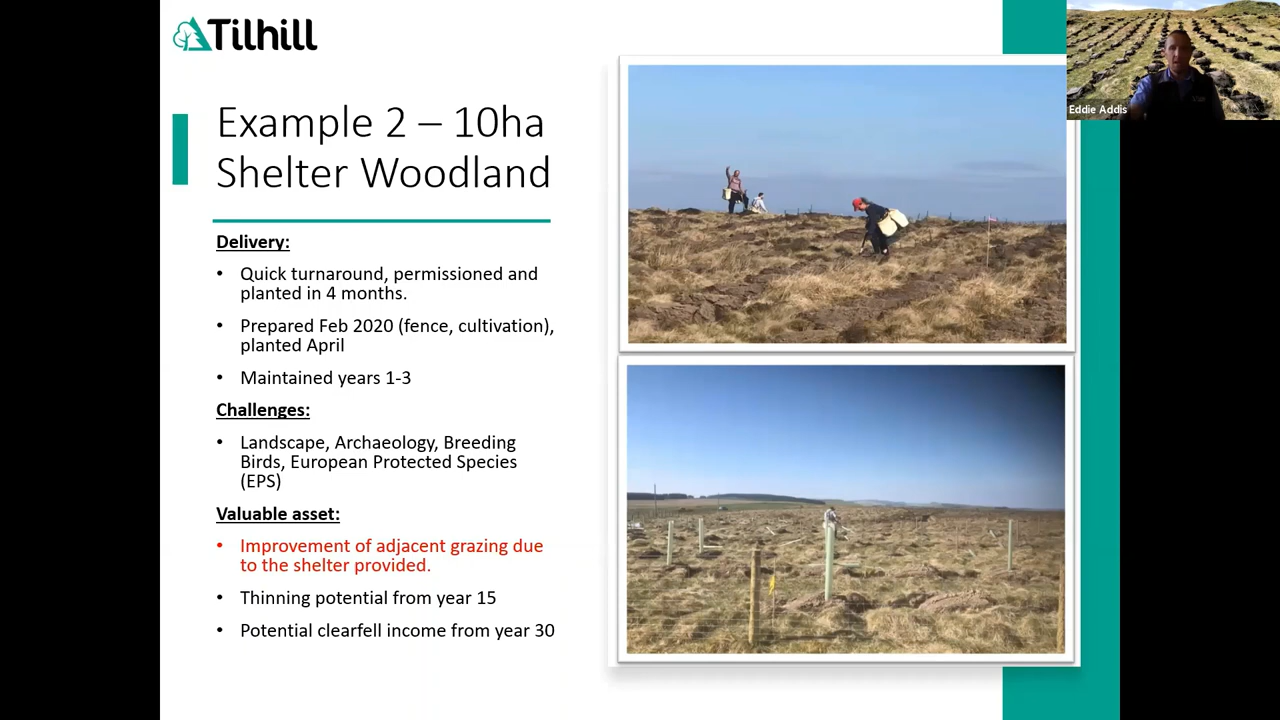 Tilhill
Example 2 – 10ha
Shelter Woodland
Delivery:
• Quick turnaround, permissioned and
planted in 4 months.
• Prepared Feb 2020 (fence, cultivation),
planted April
• Maintained years 1-3
Challenges:
• Landscape, Archaeology, Breeding
Birds, European Protected Species
(EPS)
Valuable asset:
• Improvement of adjacent grazing due
to the shelter provided.
• Thinning potential from year 15
• Potential clearfell income from year 30
Eddie Addis